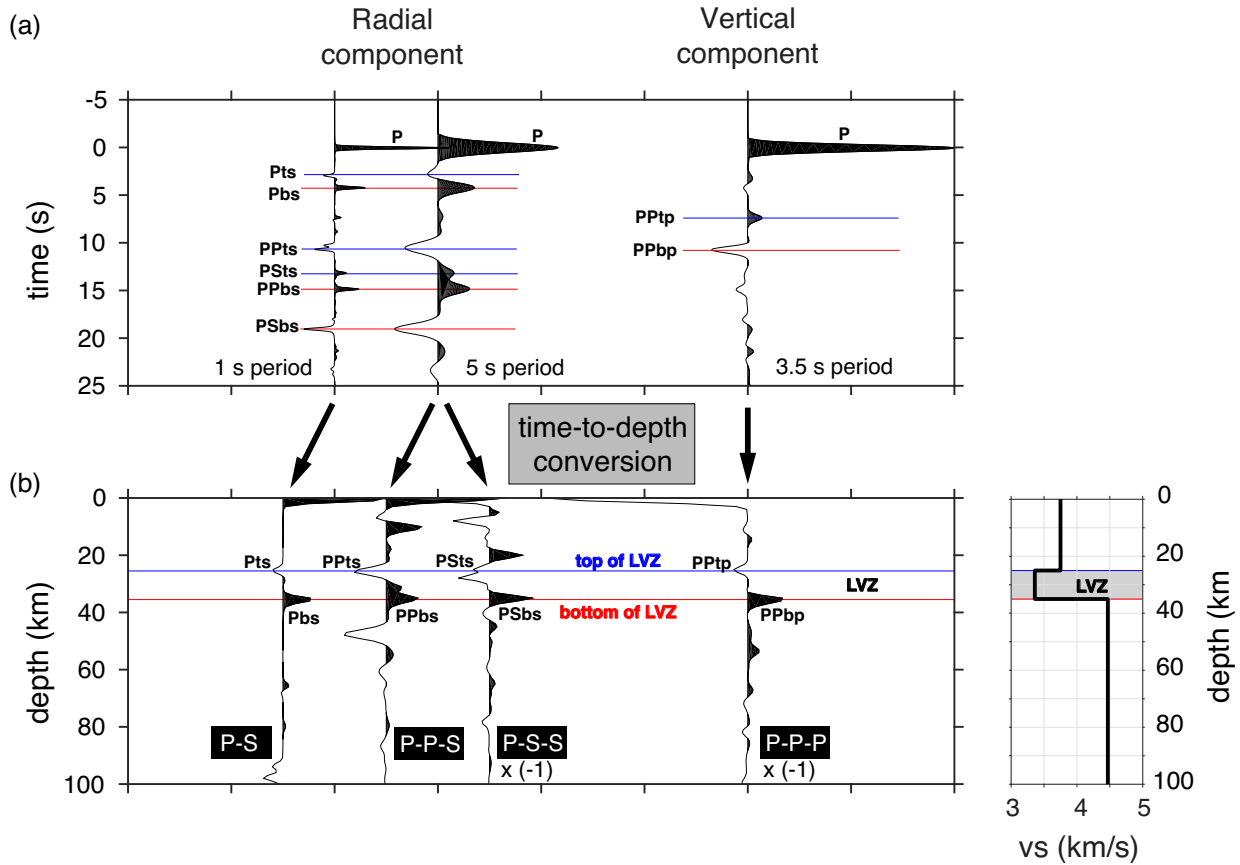 (a)
Radial
component
Vertical
component
-5
0
5
10
15
20
25
time (s)
P
P
P
Pts
Pbs
PPts
PSts
PPbs
PSbs
PPtp
PPbp
1 s period
5 s period
3.5 s period
time-to-depth
conversion
(b)
0
20
40
60
80
100
depth (km)
Pts
PPts
PSts
PPtp
top of LVZ
LVZ
Pbs
PPbs
PSbs
bottom of LVZ
PPbp
P-S
P-P-S
P-S-S
x (-1)
P-P-P
x (-1)
0
20
40
60
80
100
LVZ
depth (km
3
4
5
vs (km/s)